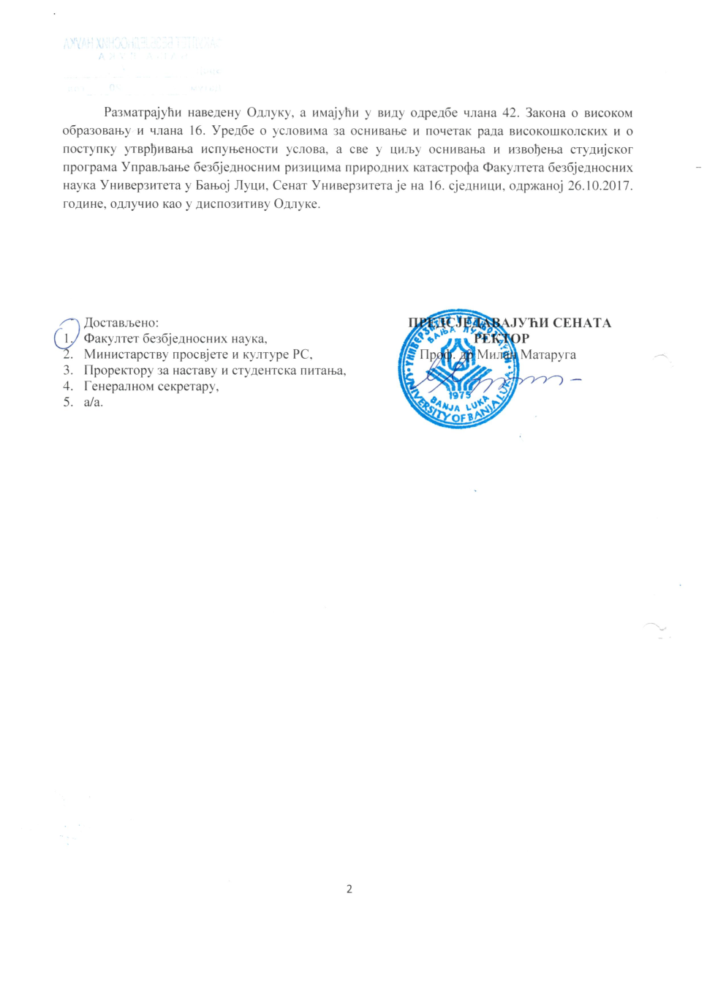 Разматрајући наведену Одлуку, а имајући у виду одредбе члана 42. Закона о високом
образовању и члана 16. Уредбе о условима за оснивање и почетак рада високошколских и о
поступку утврђивања испуњености услова, а све у циљу оснивања и извођења студијског
програма Управљање безбједносним ризицима природних катастрофа Факултета безбједносних
наука Универзитета у Бањој Луци, Сенат Универзитета је на 16. сједници, одржаној 26.10.2017.
године, одлучио као у диспозитиву Одлуке.
Достављено:
1. Факултет безбједносних наука,
2. Министарству просвјете и културе РС,
3. Проректору за наставу и студентска питања,
4. Генералном секретару,
5. а/а.
ПРЕДСЈЕДАВАЈУЋИ СЕНАТА
РЕКТОР
Проф. др Милан Матаруга
УНИВЕРЗИТЕТ У БАЊОЈ ЛУЦИ
БАЊА ЛУКА
1975
BANJA LUKA
UNIVERSITY OF BANJA LUKA
2